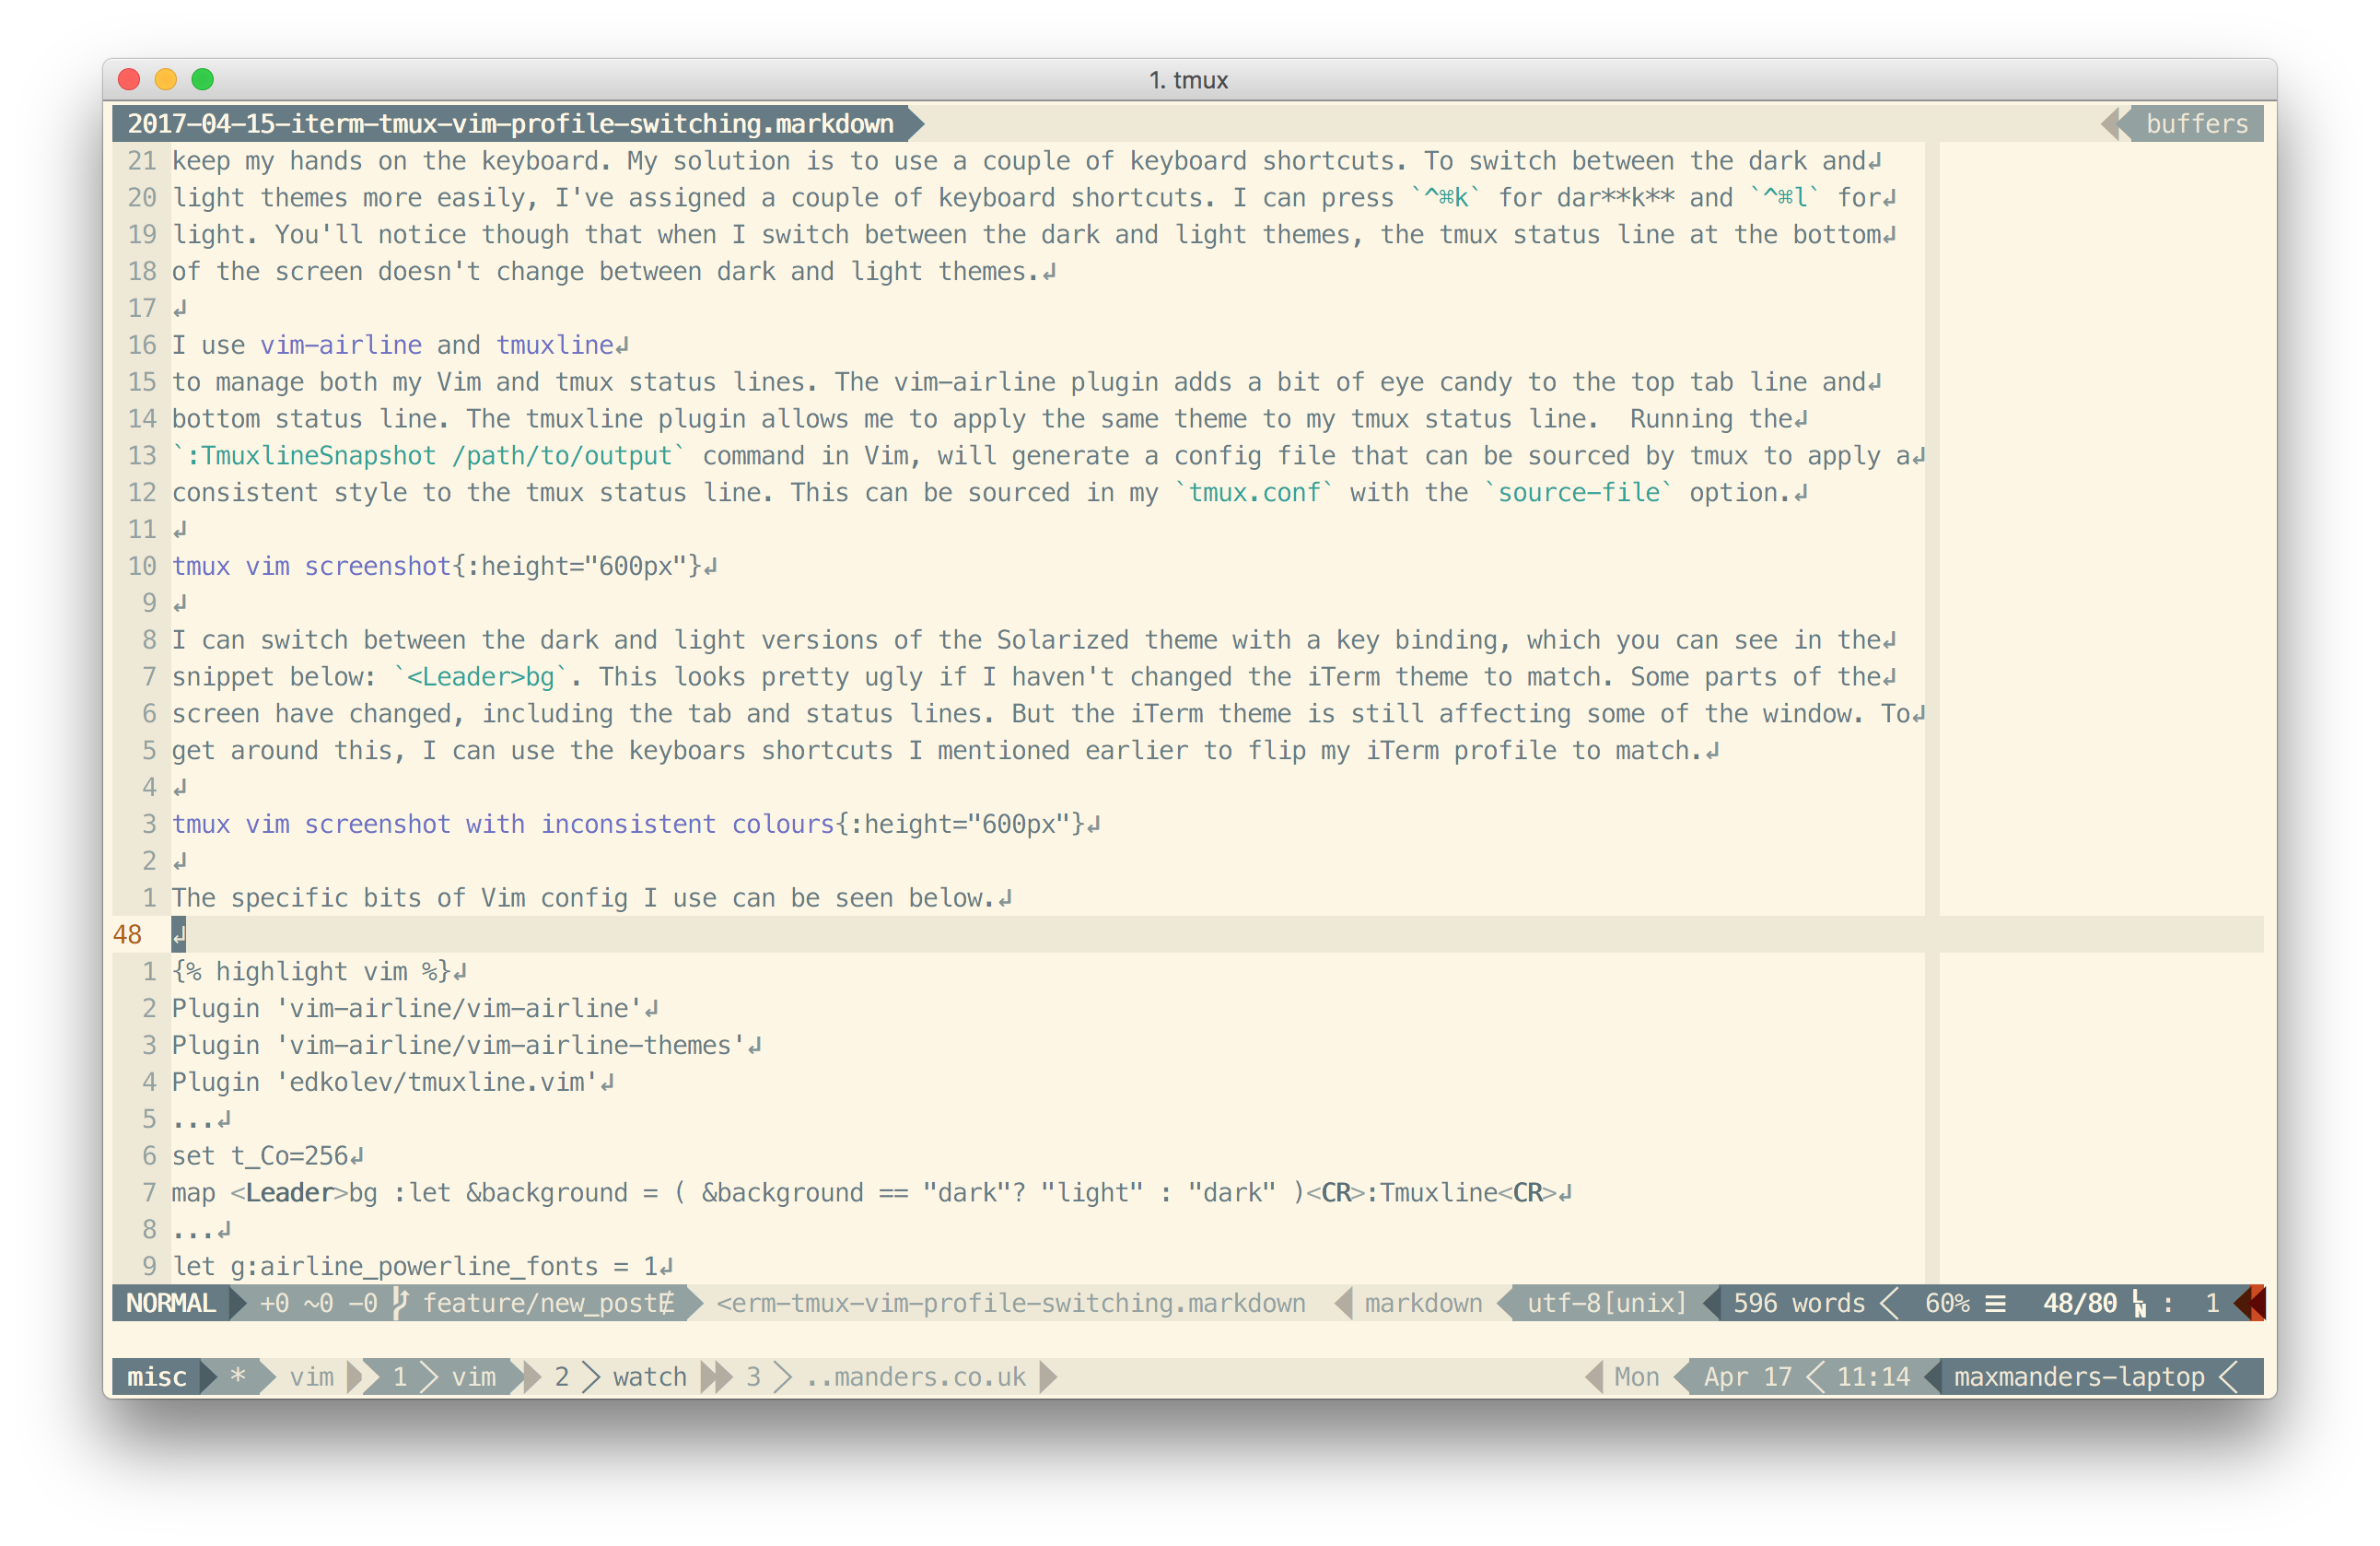 1. tmux
2017-04-15-iterm-tmux-vim-profile-switching.markdown buffers
21 keep my hands on the keyboard. My solution is to use a couple of keyboard shortcuts. To switch between the dark and↲
20 light themes more easily, I've assigned a couple of keyboard shortcuts. I can press `^⌘k` for dar**k** and `^⌘l` for↲
19 light. You'll notice though that when I switch between the dark and light themes, the tmux status line at the bottom↲
18 of the screen doesn't change between dark and light themes.↲
17 ↲
16 I use vim-airline and tmuxline↲
15 to manage both my Vim and tmux status lines. The vim-airline plugin adds a bit of eye candy to the top tab line and↲
14 bottom status line. The tmuxline plugin allows me to apply the same theme to my tmux status line.  Running the↲
13 `:TmuxlineSnapshot /path/to/output` command in Vim, will generate a config file that can be sourced by tmux to apply a↲
12 consistent style to the tmux status line. This can be sourced in my `tmux.conf` with the `source-file` option.↲
11 ↲
10 tmux vim screenshot{:height="600px"}↲
9 ↲
8 I can switch between the dark and light versions of the Solarized theme with a key binding, which you can see in the↲
7 snippet below: `<Leader>bg`. This looks pretty ugly if I haven't changed the iTerm theme to match. Some parts of the↲
6 screen have changed, including the tab and status lines. But the iTerm theme is still affecting some of the window. To↲
5 get around this, I can use the keyboars shortcuts I mentioned earlier to flip my iTerm profile to match.↲
4 ↲
3 tmux vim screenshot with inconsistent colours{:height="600px"}↲
2 ↲
1 The specific bits of Vim config I use can be seen below.↲
48 ↲
1 {% highlight vim %}↲
2 Plugin 'vim-airline/vim-airline'↲
3 Plugin 'vim-airline/vim-airline-themes'↲
4 Plugin 'edkolev/tmuxline.vim'↲
5 ...↲
6 set t_Co=256↲
7 map <Leader>bg :let &background = ( &background == "dark"? "light" : "dark" )<CR>:Tmuxline<CR>↲
8 ...↲
9 let g:airline_powerline_fonts = 1↲
NORMAL +0 ~0 -0 feature/new_postɆ <erm-tmux-vim-profile-switching.markdown markdown utf-8[unix] 596 words 60% ☰ 48/80 LN : 1
misc * vim 1 vim 2 watch 3 ..manders.co.uk Mon Apr 17 11:14 maxmanders-laptop